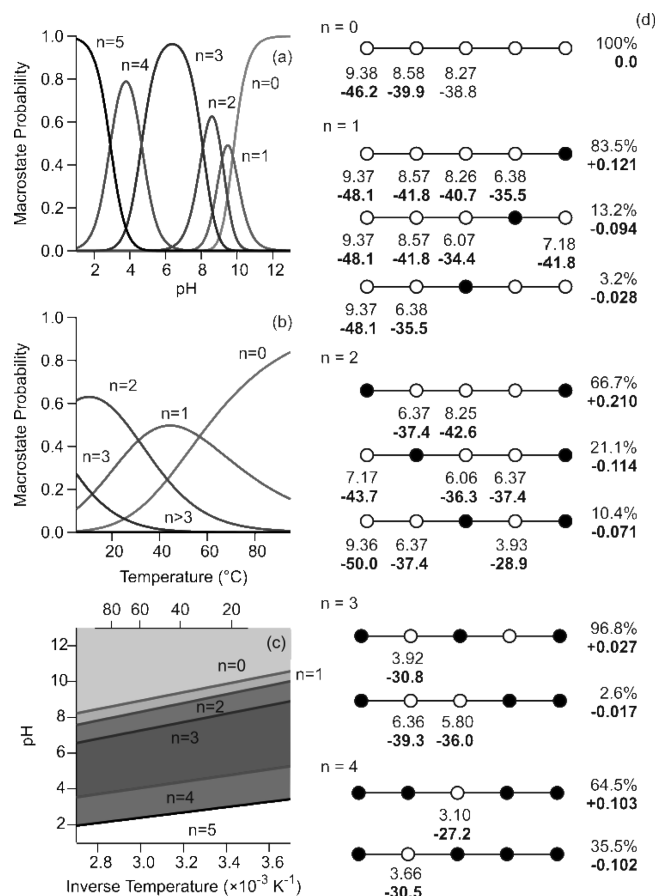 (a)
n=5
n=4
n=3
n=0
n=2
n=1
Macrostate Probability
1.0
0.8
0.6
0.4
0.2
0.0
2 4 6 8 10 12
pH
(b)
n=0
n=2
n=1
n=3
n>3
Macrostate Probability
1.0
0.8
0.6
0.4
0.2
0.0
20 40 60 80
Temperature (°C)
80 60 40 20
(c)
n=0
n=1
n=2
n=3
n=4
n=5
pH
12
10
8
6
4
2
2.8 3.0 3.2 3.4 3.6
Inverse Temperature (×10⁻³ K⁻¹)
(d)
n = 0
100%
0.0
9.38 8.58 8.27
-46.2 -39.9 -38.8
n = 1
83.5%
+0.121
9.37 8.57 8.26 6.38
-48.1 -41.8 -40.7 -35.5
13.2%
-0.094
9.37 8.57 6.07 7.18
-48.1 -41.8 -34.4 -41.8
3.2%
-0.028
9.37 6.38
-48.1 -35.5
n = 2
66.7%
+0.210
6.37 8.25
-37.4 -42.6
21.1%
-0.114
7.17 6.06 6.37
-43.7 -36.3 -37.4
10.4%
-0.071
9.36 6.37 3.93
-50.0 -37.4 -28.9
n = 3
96.8%
+0.027
3.92
-30.8
2.6%
-0.017
6.36 5.80
-39.3 -36.0
n = 4
64.5%
+0.103
3.10
-27.2
35.5%
-0.102
3.66
-30.5